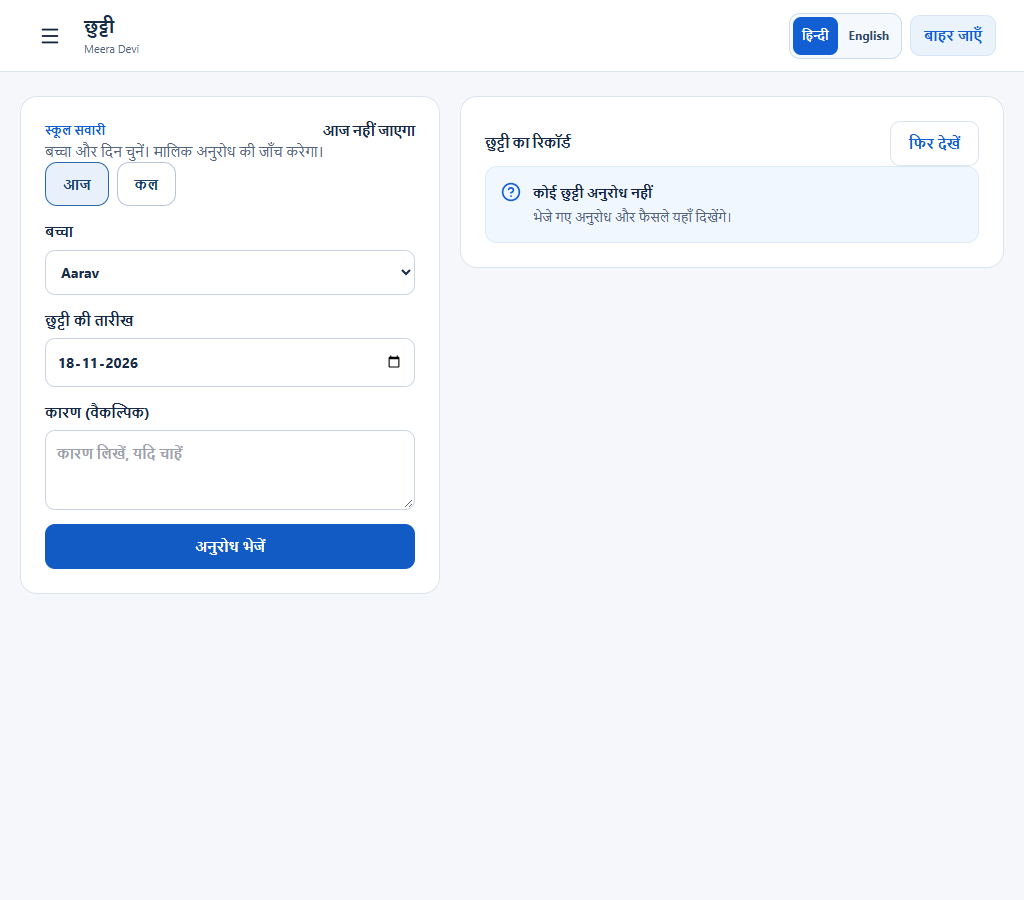 छुट्टी
Meera Devi
हिन्दी
English
बाहर जाएँ
स्कूल सवारी
आज नहीं जाएगा
बच्चा और दिन चुनें। मालिक अनुरोध की जाँच करेगा।
आज
कल
बच्चा
Aarav
छुट्टी की तारीख
18-11-2026
कारण (वैकल्पिक)
कारण लिखें, यदि चाहें
अनुरोध भेजें
छुट्टी का रिकॉर्ड
फिर देखें
कोई छुट्टी अनुरोध नहीं
भेजे गए अनुरोध और फैसले यहाँ दिखेंगे।